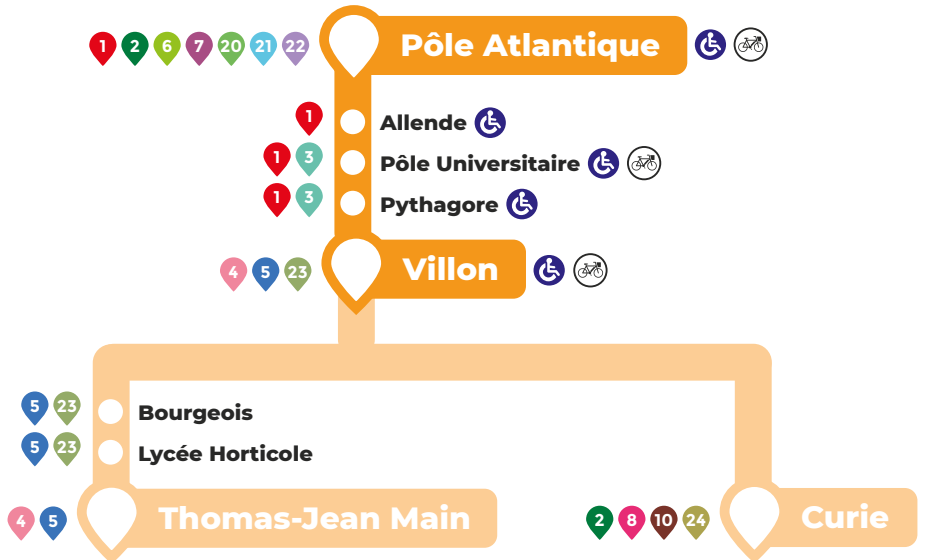 1 2 6 7 20 21 22 Pôle Atlantique
1 Allende
1 3 Pôle Universitaire
1 3 Pythagore
4 5 23 Villon
5 23 Bourgeois
5 23 Lycée Horticole
4 5 Thomas-Jean Main
2 8 10 24 Curie